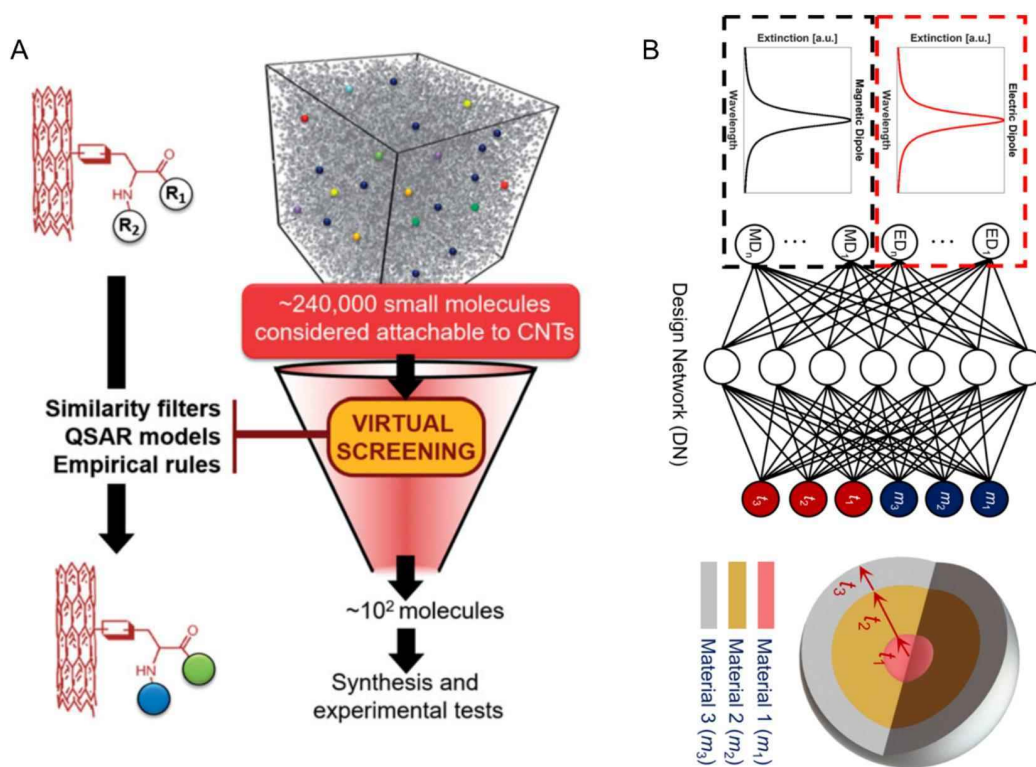 A
O
HN
R₁
R₂
~240,000 small molecules
considered attachable to CNTs
Similarity filters
QSAR models
Empirical rules
VIRTUAL
SCREENING
O
HN
~10² molecules
Synthesis and
experimental tests
B
Extinction [a.u.]
Wavelength
Magnetic Dipole
Extinction [a.u.]
Wavelength
Electric Dipole
MDₙ
...
MD₁
EDₙ
...
ED₁
Design Network (DN)
t₃
t₂
t₁
m₃
m₂
m₁
Material 3 (m₃)
Material 2 (m₂)
Material 1 (m₁)
t₃
t₂
t₁